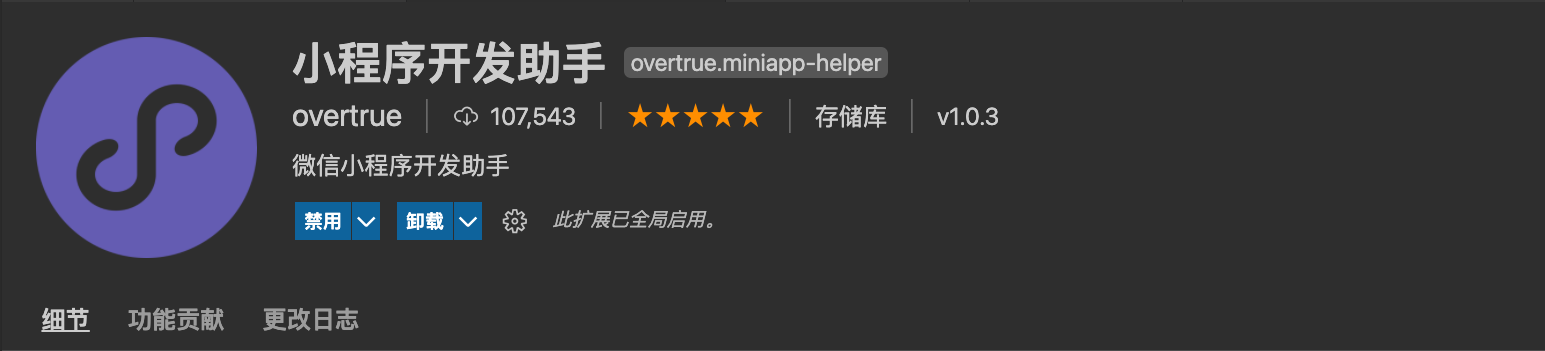 小程序开发助手 overtrue.miniapp-helper
overtrue 107,543 存储库 v1.0.3
微信小程序开发助手
禁用 卸载 此扩展已全局启用。
细节 功能贡献 更改日志